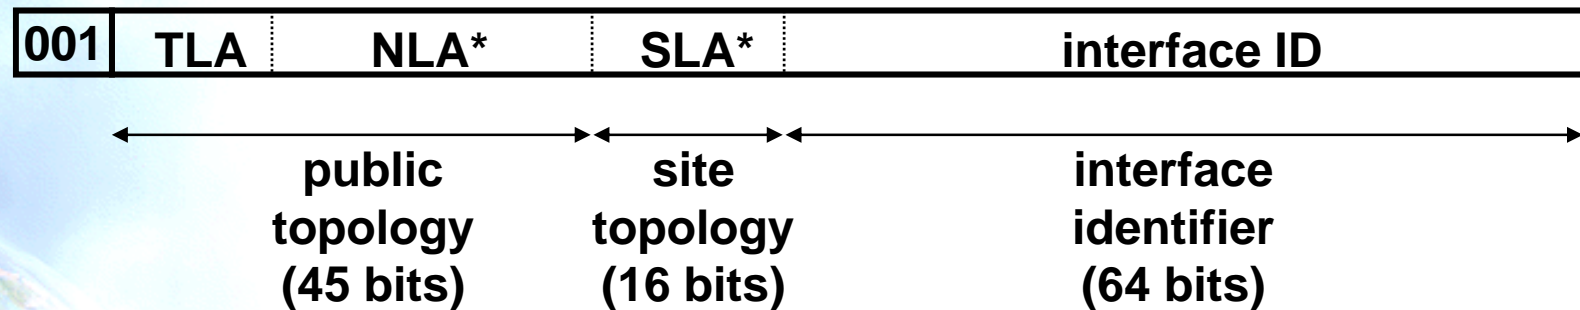 001 TLA NLA* SLA* interface ID
public site interface
topology topology identifier
(45 bits) (16 bits) (64 bits)